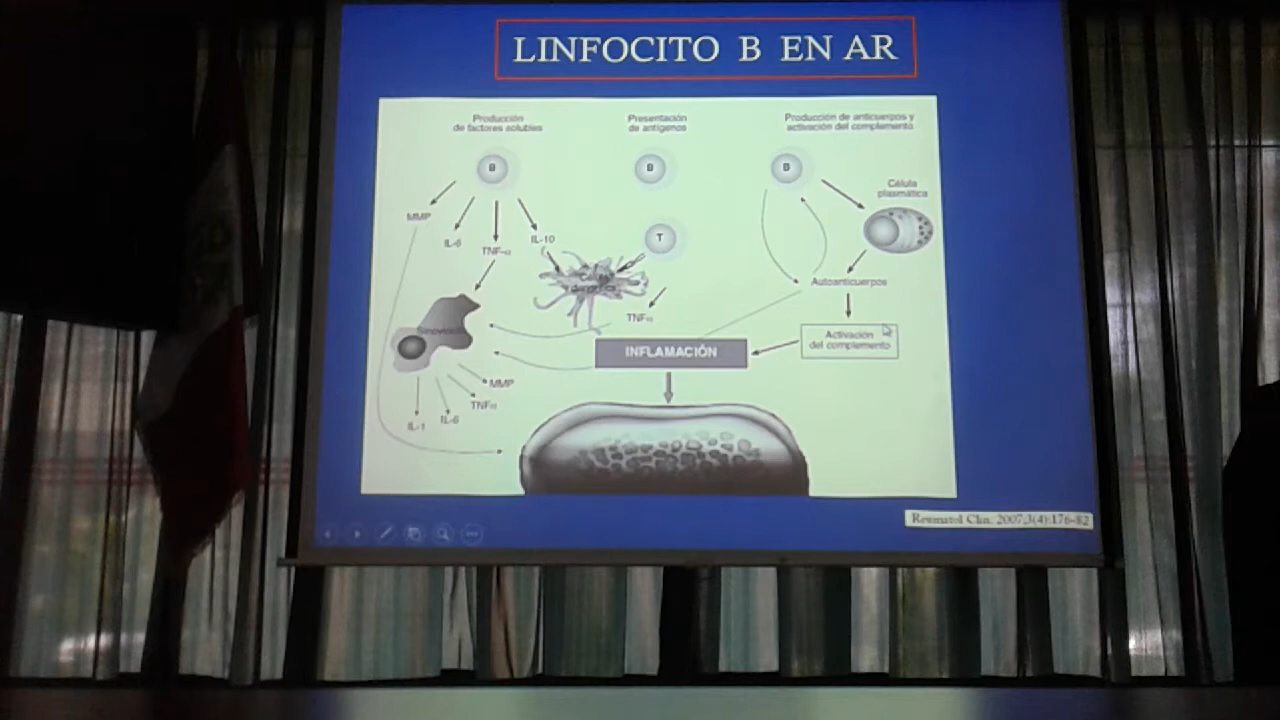 LINFOCITO B EN AR
Producción
de factores solubles
Presentación
de antígenos
Producción de anticuerpos y
activación del complemento
B
B
B
Célula
plasmática
MMP
IL-6
TNF-α
IL-10
T
Autoanticuerpos
TNFα
Activación
del complemento
INFLAMACIÓN
MMP
TNFα
IL-6
IL-1
Reumatol Clin. 2007;3(4):176-82